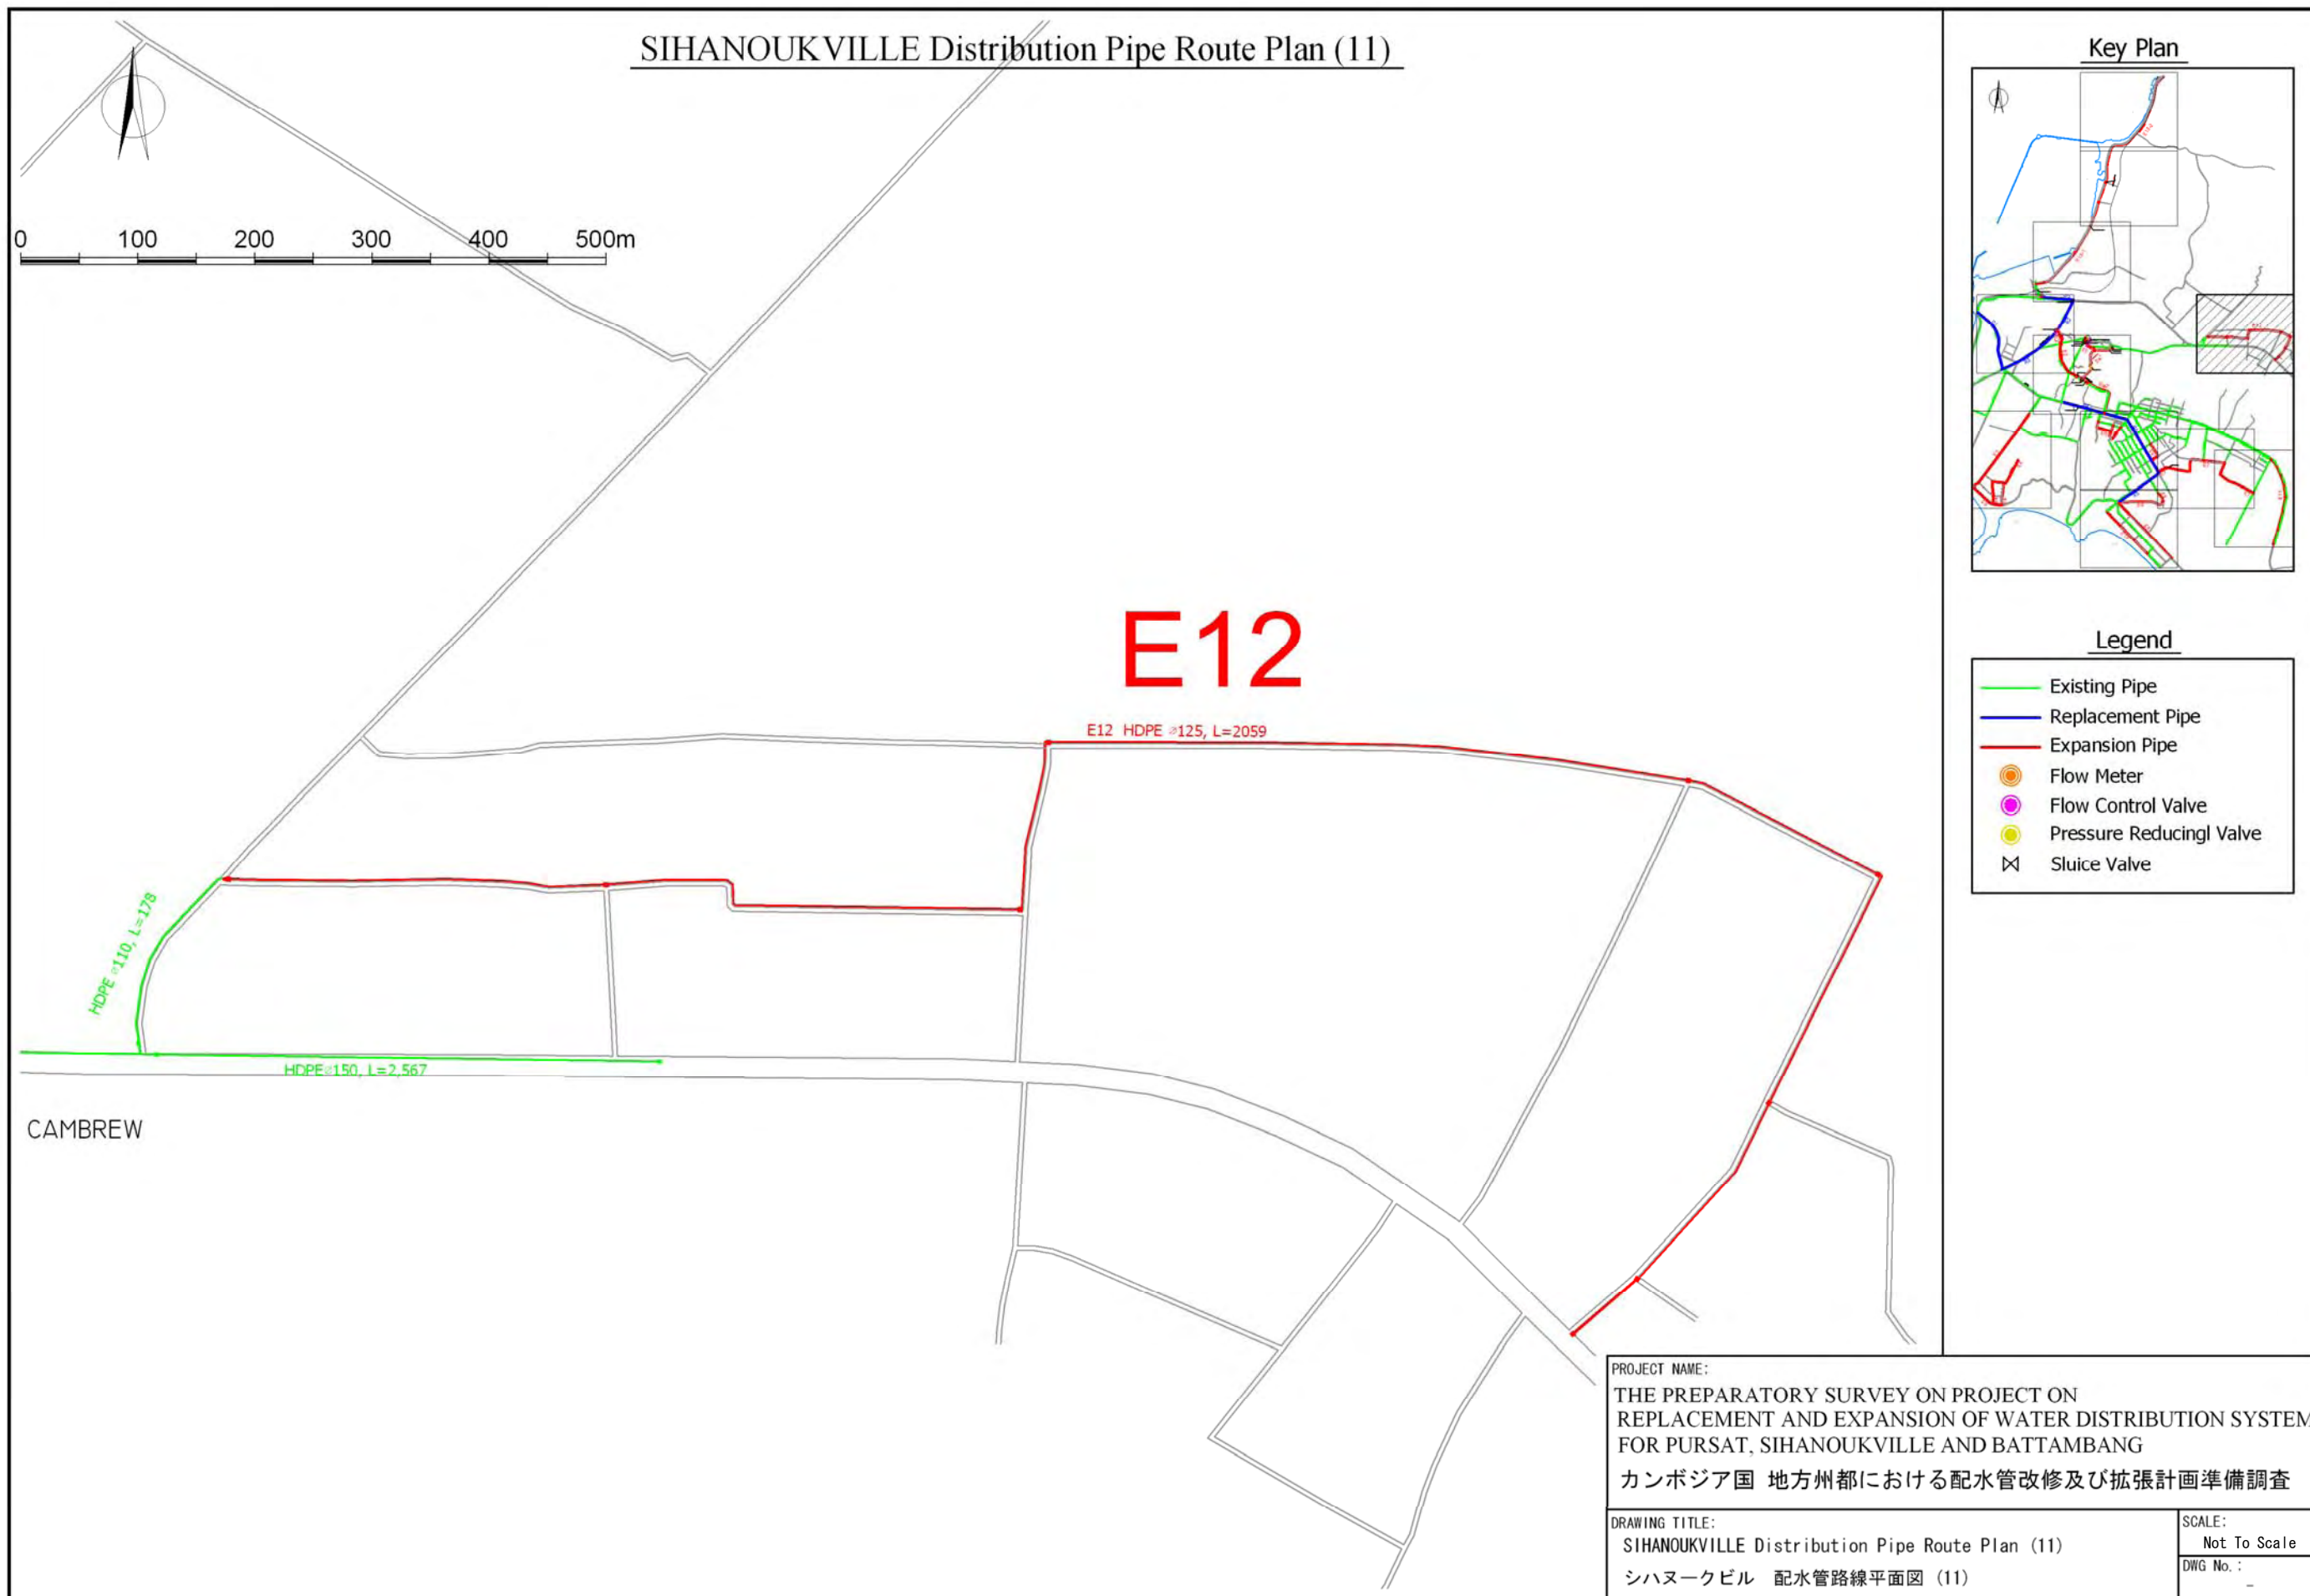 SIHANOUKVILLE Distribution Pipe Route Plan (11)
0 100 200 300 400 500m
E12
E12 HDPE ⌀125, L=2059
HDPE ⌀110, L=178
HDPE⌀150, L=2,567
CAMBREW
Key Plan
Legend
Existing Pipe
Replacement Pipe
Expansion Pipe
Flow Meter
Flow Control Valve
Pressure Reducingl Valve
Sluice Valve
PROJECT NAME:
THE PREPARATORY SURVEY ON PROJECT ON
REPLACEMENT AND EXPANSION OF WATER DISTRIBUTION SYSTEM
FOR PURSAT, SIHANOUKVILLE AND BATTAMBANG
カンボジア国 地方州都における配水管改修及び拡張計画準備調査
DRAWING TITLE:
SIHANOUKVILLE Distribution Pipe Route Plan (11)
シハヌークビル 配水管路線平面図 (11)
SCALE:
Not To Scale
DWG No.:
–